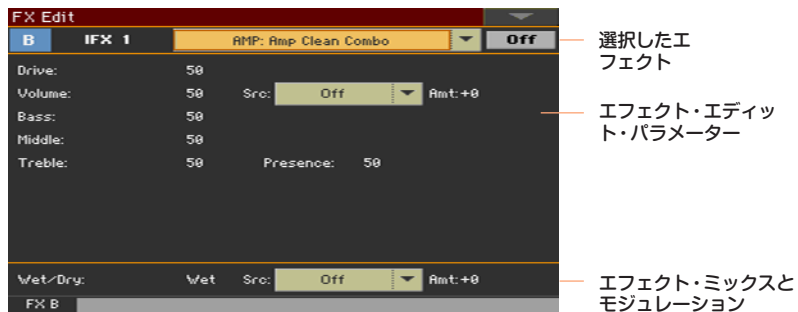 FX Edit
B IFX 1 AMP: Amp Clean Combo Off
選択したエ
フェクト
Drive: 50
Volume: 50 Src: Off Amt:+0
Bass: 50
エフェクト・エディッ
ト・パラメーター
Middle: 50
Treble: 50 Presence: 50
Wet/Dry: Wet Src: Off Amt:+0
エフェクト・ミックスと
モジュレーション
FX B